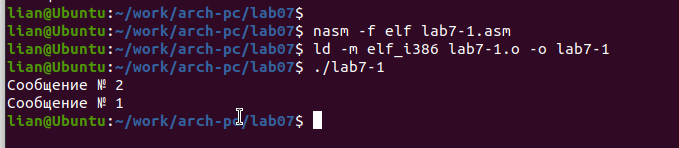 lian@Ubuntu:~/work/arch-pc/lab07$
lian@Ubuntu:~/work/arch-pc/lab07$ nasm -f elf lab7-1.asm
lian@Ubuntu:~/work/arch-pc/lab07$ ld -m elf_i386 lab7-1.o -o lab7-1
lian@Ubuntu:~/work/arch-pc/lab07$ ./lab7-1
Сообщение № 2
Сообщение № 1
lian@Ubuntu:~/work/arch-pc/lab07$